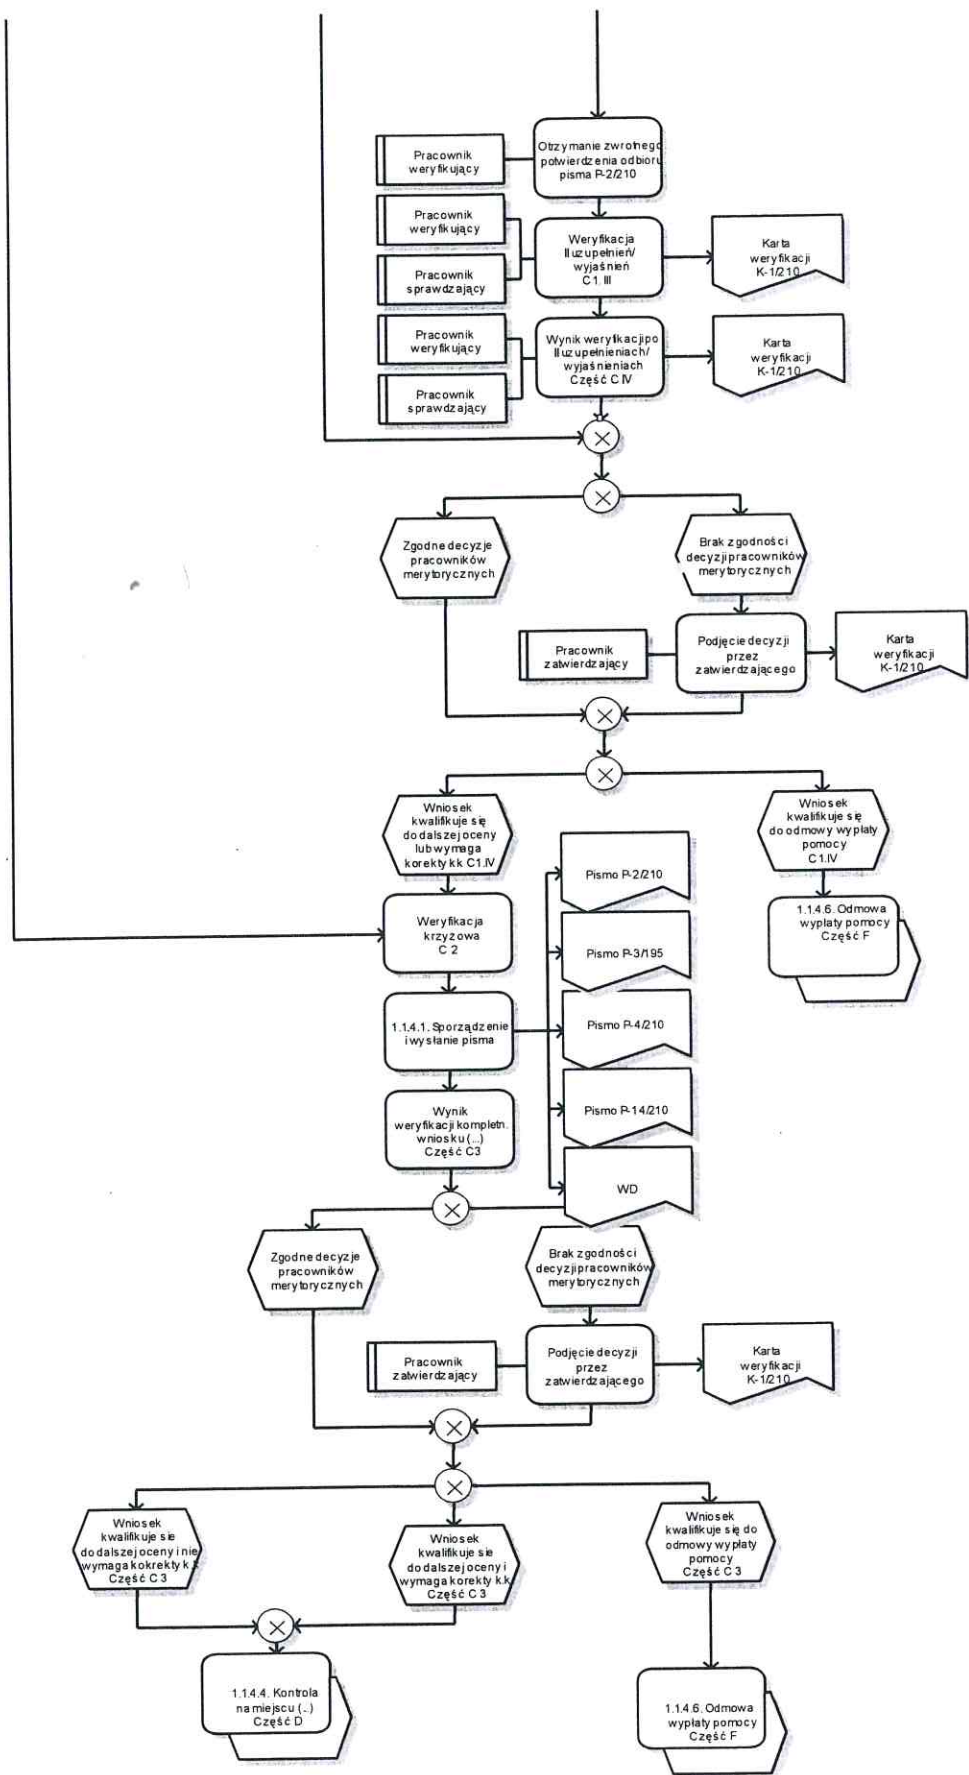 Pracownik
weryfikujący
Otrzymanie zwrotnego
potwierdzenia odbioru
pisma P-2/210
Pracownik
weryfikujący
Pracownik
sprawdzający
Weryfikacja
II uzupełnień/
wyjaśnień
C1.III
Karta
weryfikacji
K-1/210
Pracownik
weryfikujący
Pracownik
sprawdzający
Wynik weryfikacji po
II uzupełnieniach/
wyjaśnieniach
Część C IV
Karta
weryfikacji
K-1/210
Zgodne decyzje
pracowników
merytorycznych
Brak zgodności
decyzji pracowników
merytorycznych
Pracownik
zatwierdzający
Podjęcie decyzji
przez
zatwierdzającego
Karta
weryfikacji
K-1/210
Wniosek
kwalifikuje się
do dalszej oceny
lub wymaga
korekty kk C1.IV
Wniosek
kwalifikuje się
do odmowy wypłaty
pomocy
C1.IV
Pismo P-2/210
1.1.4.6. Odmowa
wypłaty pomocy
Część F
Weryfikacja
krzyżowa
C 2
Pismo P-3/195
1.1.4.1. Sporządzenie
i wysłanie pisma
Pismo P-4/210
Wynik
weryfikacji kompletn.
wniosku (...)
Część C3
Pismo P-14/210
WD
Zgodne decyzje
pracowników
merytorycznych
Brak zgodności
decyzji pracowników
merytorycznych
Pracownik
zatwierdzający
Podjęcie decyzji
przez
zatwierdzającego
Karta
weryfikacji
K-1/210
Wniosek
kwalifikuje sie
do dalszej oceny i nie
wymaga kokrekty k.k
Część C 3
Wniosek
kwalifikuje sie
do dalszej oceny i
wymaga korekty k.k
Część C 3
Wniosek
kwalifikuje się do
odmowy wypłaty
pomocy
Część C 3
1.1.4.4. Kontrola
na miejscu (...)
Część D
1.1.4.6. Odmowa
wypłaty pomocy
Część F